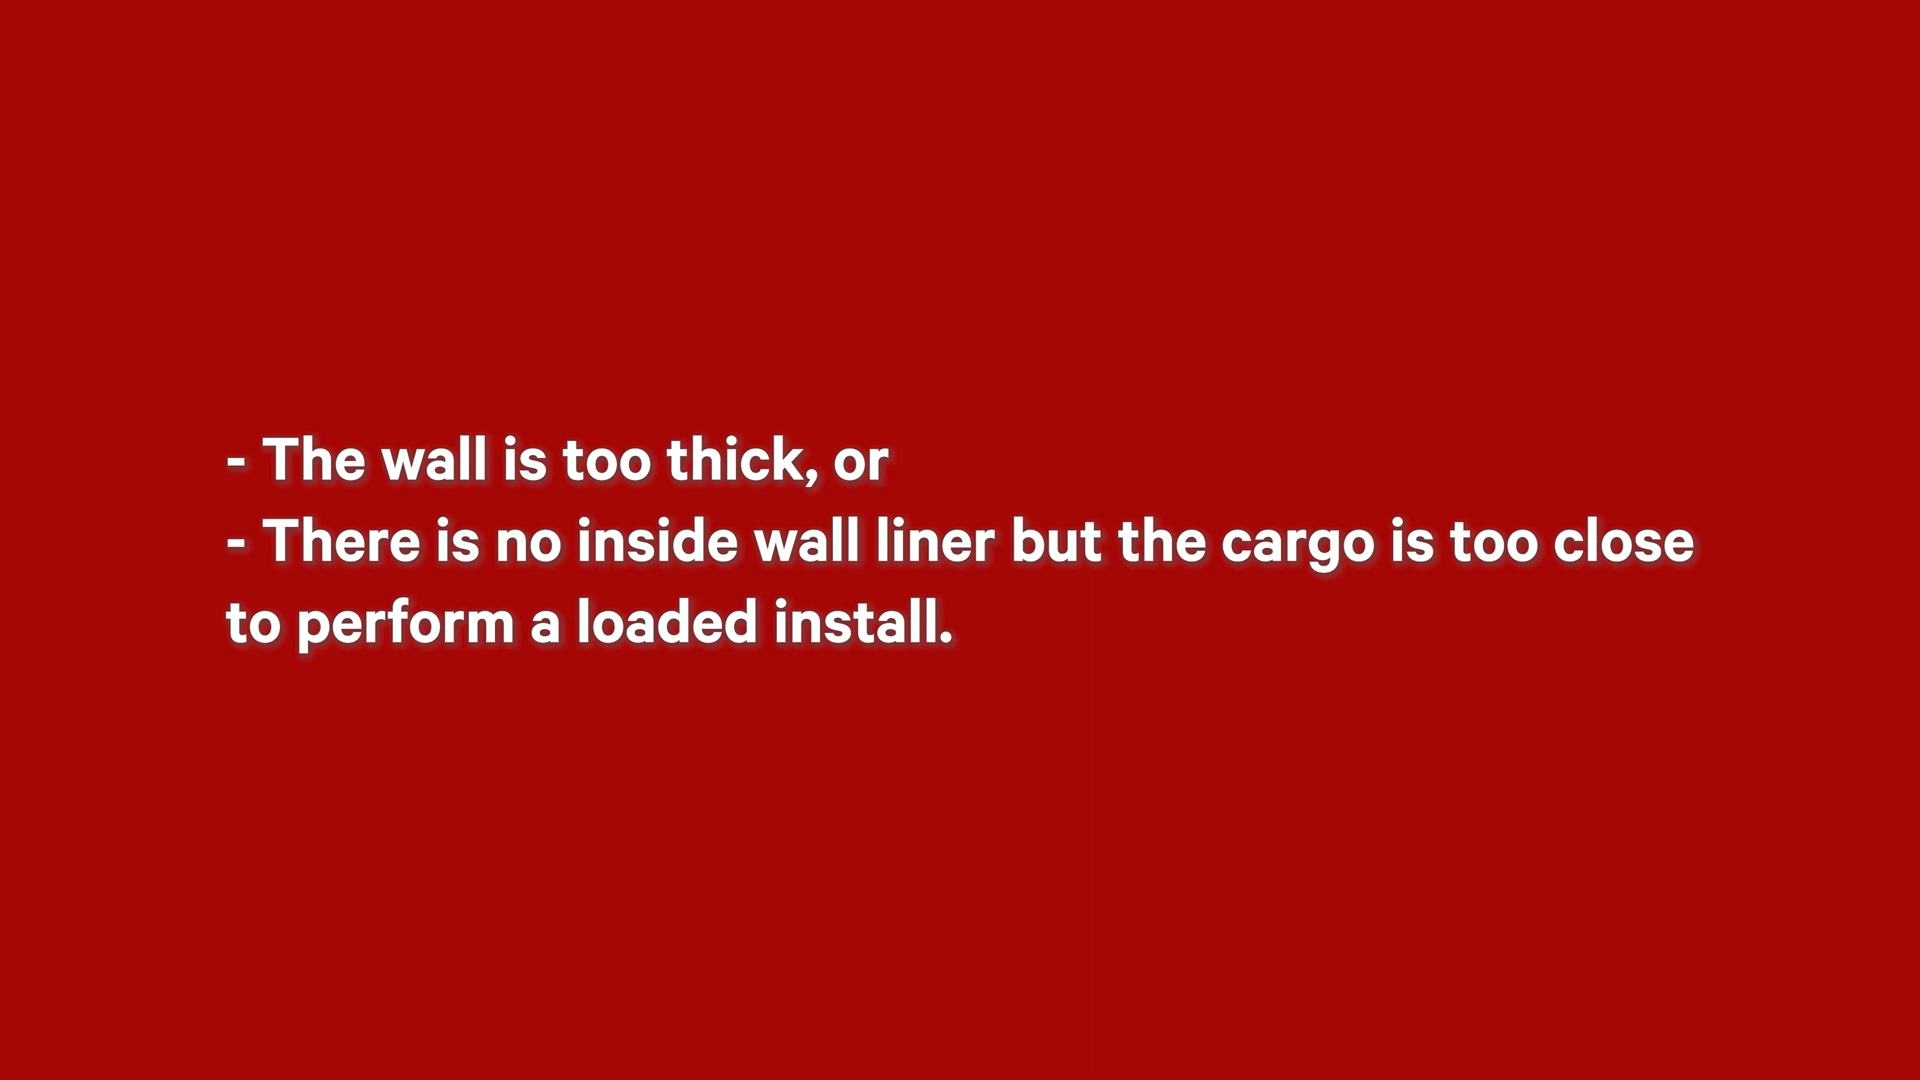 - The wall is too thick, or
- There is no inside wall liner but the cargo is too close
to perform a loaded install.